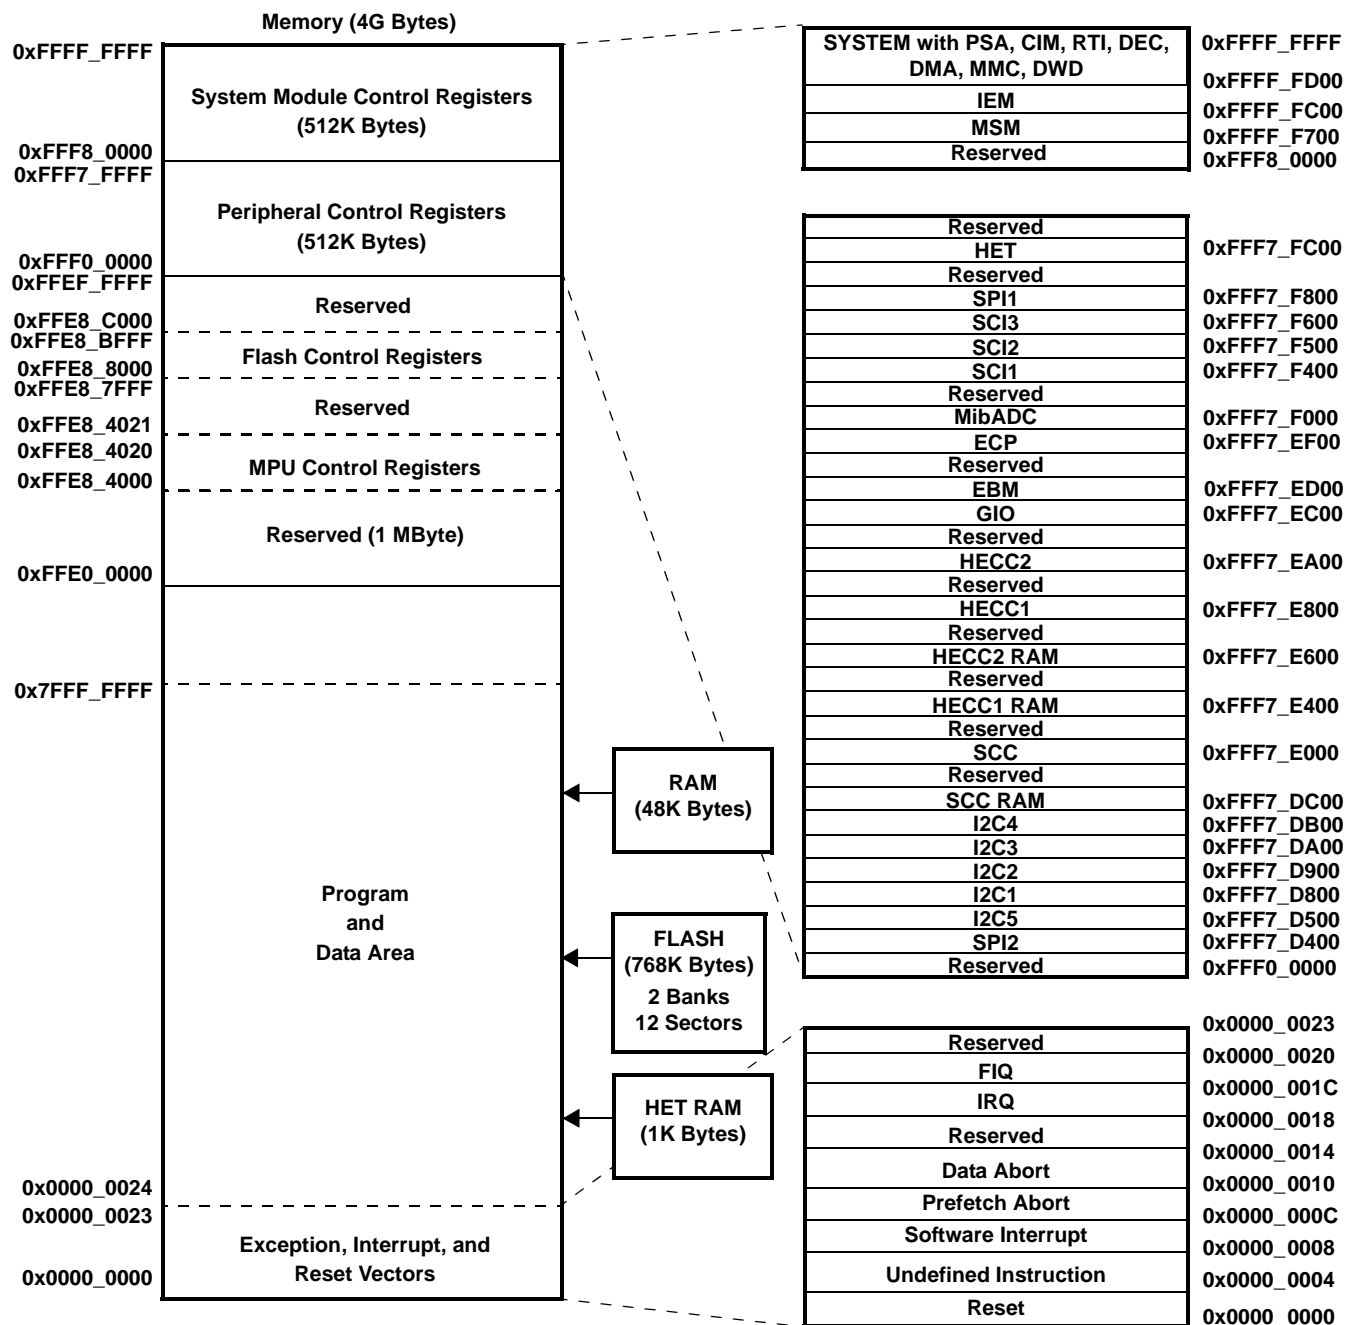 Memory (4G Bytes)
0xFFFF_FFFF
System Module Control Registers
(512K Bytes)
0xFFF8_0000
0xFFF7_FFFF
Peripheral Control Registers
(512K Bytes)
0xFFF0_0000
0xFFEF_FFFF
Reserved
0xFFE8_C000
0xFFE8_BFFF
Flash Control Registers
0xFFE8_8000
0xFFE8_7FFF
Reserved
0xFFE8_4021
0xFFE8_4020
MPU Control Registers
0xFFE8_4000
Reserved (1 MByte)
0xFFE0_0000
0x7FFF_FFFF
Program
and
Data Area
0x0000_0024
0x0000_0023
Exception, Interrupt, and
Reset Vectors
0x0000_0000
RAM
(48K Bytes)
FLASH
(768K Bytes)
2 Banks
12 Sectors
HET RAM
(1K Bytes)
SYSTEM with PSA, CIM, RTI, DEC,
DMA, MMC, DWD
0xFFFF_FFFF
0xFFFF_FD00
IEM
0xFFFF_FC00
MSM
0xFFFF_F700
Reserved
0xFFF8_0000
Reserved
HET 0xFFF7_FC00
Reserved
SPI1 0xFFF7_F800
SCI3 0xFFF7_F600
SCI2 0xFFF7_F500
SCI1 0xFFF7_F400
Reserved
MibADC 0xFFF7_F000
ECP 0xFFF7_EF00
Reserved
EBM 0xFFF7_ED00
GIO 0xFFF7_EC00
Reserved
HECC2 0xFFF7_EA00
Reserved
HECC1 0xFFF7_E800
Reserved
HECC2 RAM 0xFFF7_E600
Reserved
HECC1 RAM 0xFFF7_E400
Reserved
SCC 0xFFF7_E000
Reserved
SCC RAM 0xFFF7_DC00
I2C4 0xFFF7_DB00
I2C3 0xFFF7_DA00
I2C2 0xFFF7_D900
I2C1 0xFFF7_D800
I2C5 0xFFF7_D500
SPI2 0xFFF7_D400
Reserved 0xFFF0_0000
0x0000_0023
Reserved
0x0000_0020
FIQ
0x0000_001C
IRQ
0x0000_0018
Reserved
0x0000_0014
Data Abort
0x0000_0010
Prefetch Abort
0x0000_000C
Software Interrupt
0x0000_0008
Undefined Instruction
0x0000_0004
Reset
0x0000_0000